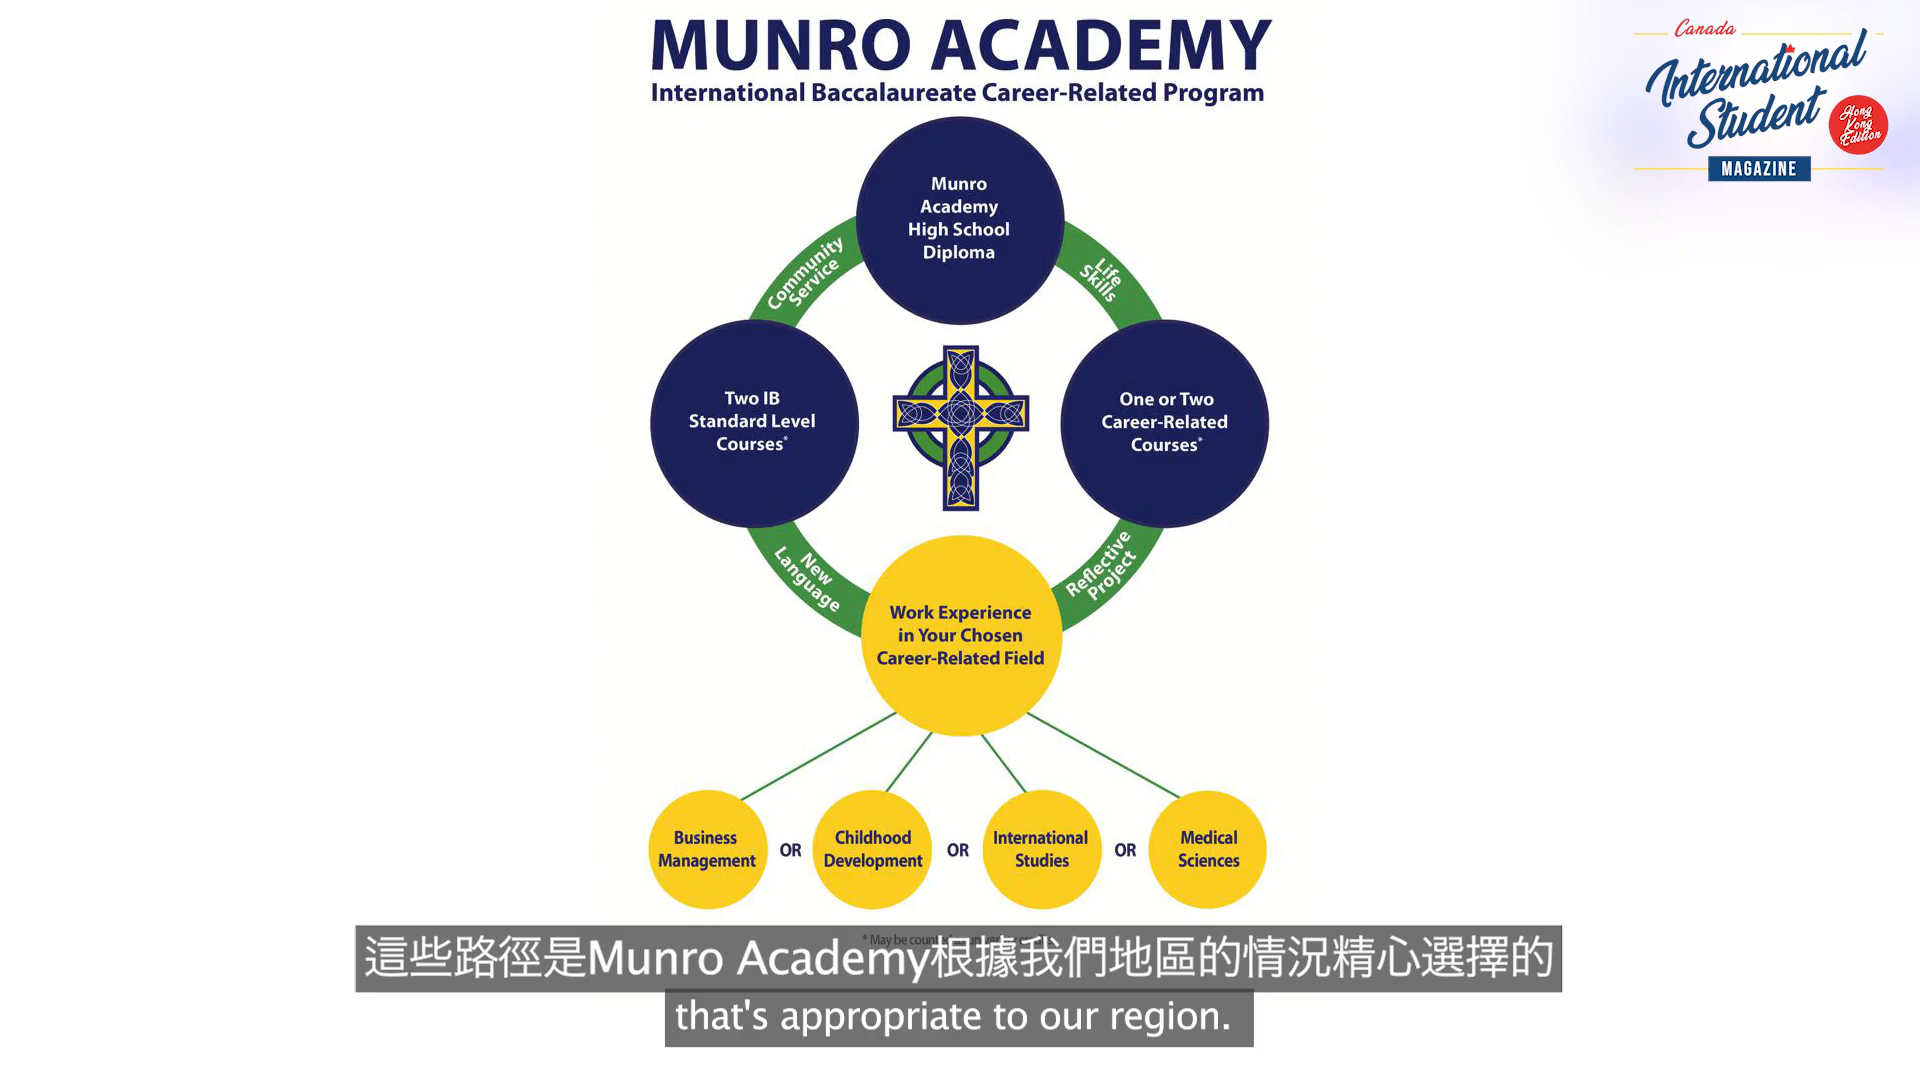 MUNRO ACADEMY
International Baccalaureate Career-Related Program
Canada
International
Student
Hong
Kong
Edition
MAGAZINE
Munro
Academy
High School
Diploma
Community
Service
Life
Skills
Two IB
Standard Level
Courses*
One or Two
Career-Related
Courses*
New
Language
Reflective
Project
Work Experience
in Your Chosen
Career-Related Field
Business
Management
OR
Childhood
Development
OR
International
Studies
OR
Medical
Sciences
* May be counted
這些路徑是Munro Academy根據我們地區的情況精心選擇的
that's appropriate to our region.